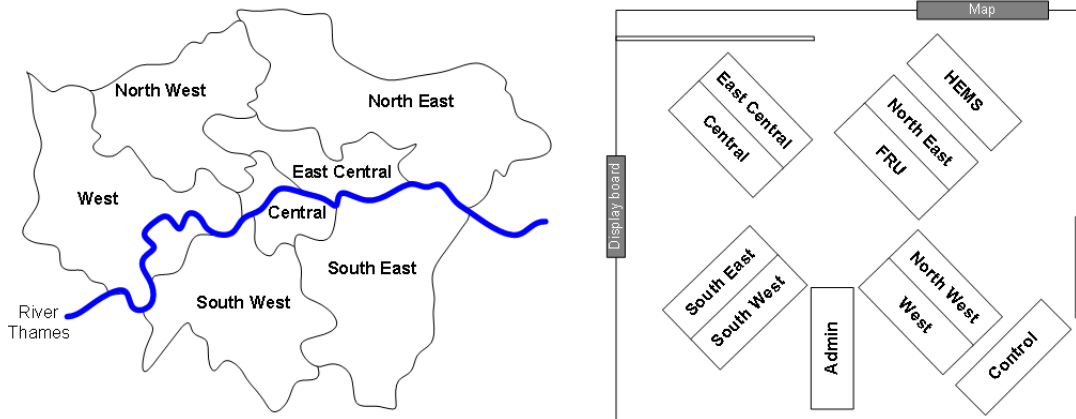 North West
North East
East Central
West
Central
South East
South West
River
Thames
Map
HEMS
East Central
North East
Central
FRU
Display board
South East
North West
South West
West
Admin
Control